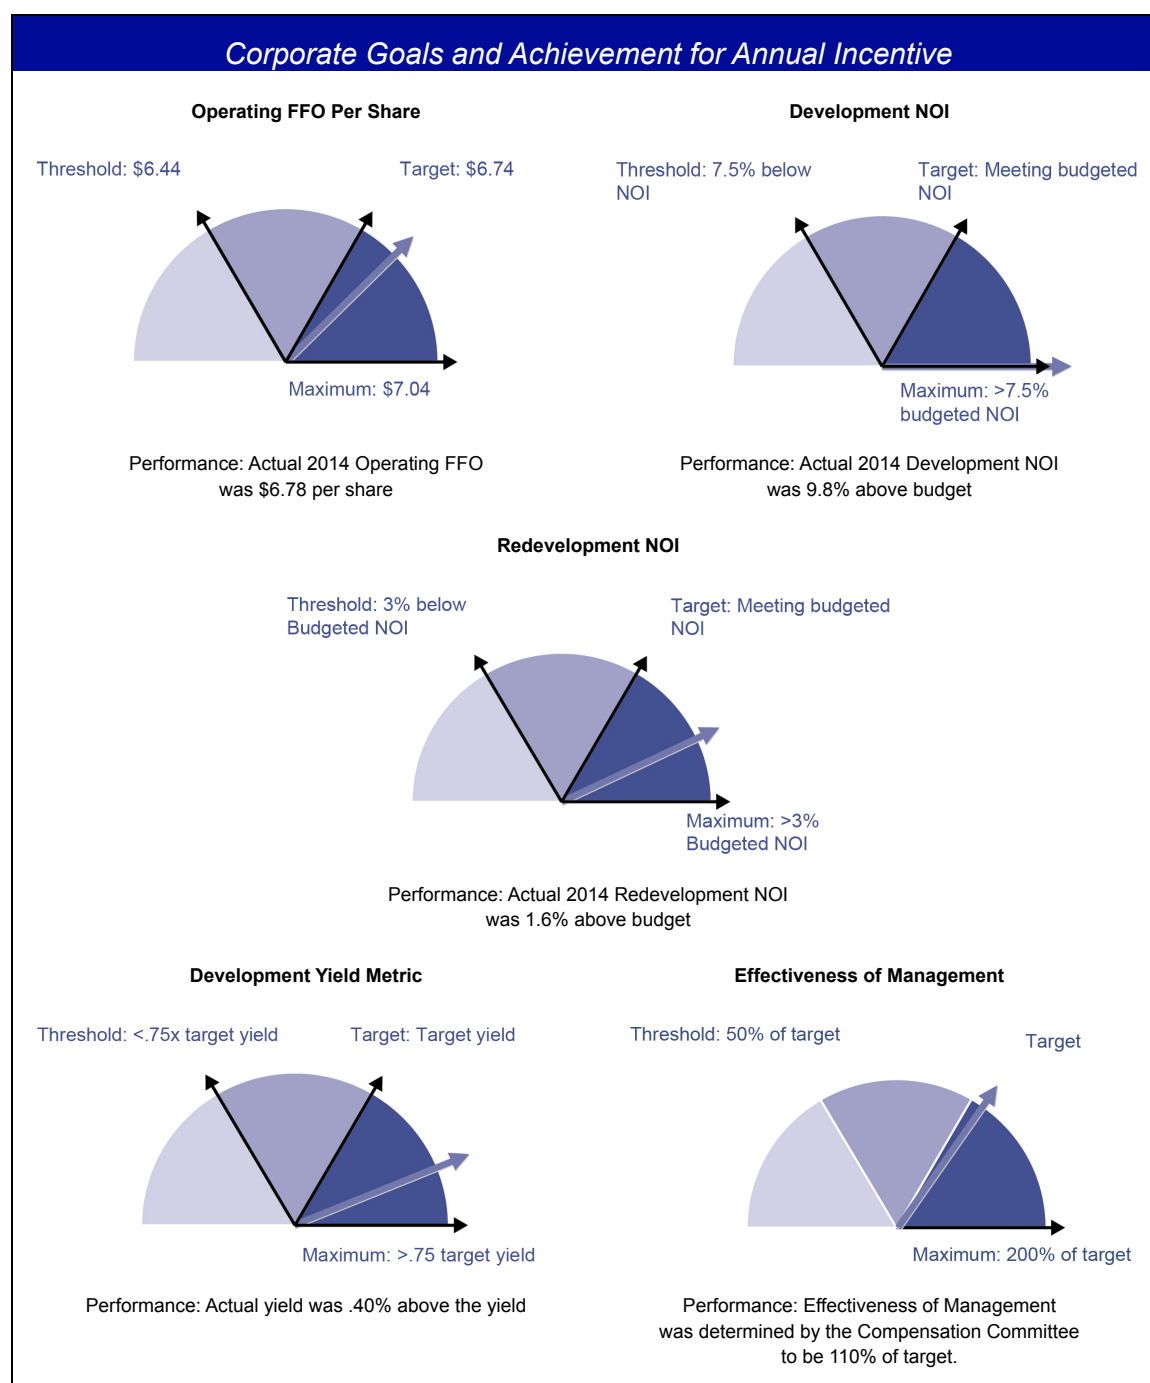 Corporate Goals and Achievement for Annual Incentive
Operating FFO Per Share
Threshold: $6.44
Target: $6.74
Maximum: $7.04
Performance: Actual 2014 Operating FFO
was $6.78 per share
Development NOI
Threshold: 7.5% below
NOI
Target: Meeting budgeted
NOI
Maximum: >7.5%
budgeted NOI
Performance: Actual 2014 Development NOI
was 9.8% above budget
Redevelopment NOI
Threshold: 3% below
Budgeted NOI
Target: Meeting budgeted
NOI
Maximum: >3%
Budgeted NOI
Performance: Actual 2014 Redevelopment NOI
was 1.6% above budget
Development Yield Metric
Threshold: <.75x target yield
Target: Target yield
Maximum: >.75 target yield
Performance: Actual yield was .40% above the yield
Effectiveness of Management
Threshold: 50% of target
Target
Maximum: 200% of target
Performance: Effectiveness of Management
was determined by the Compensation Committee
to be 110% of target.